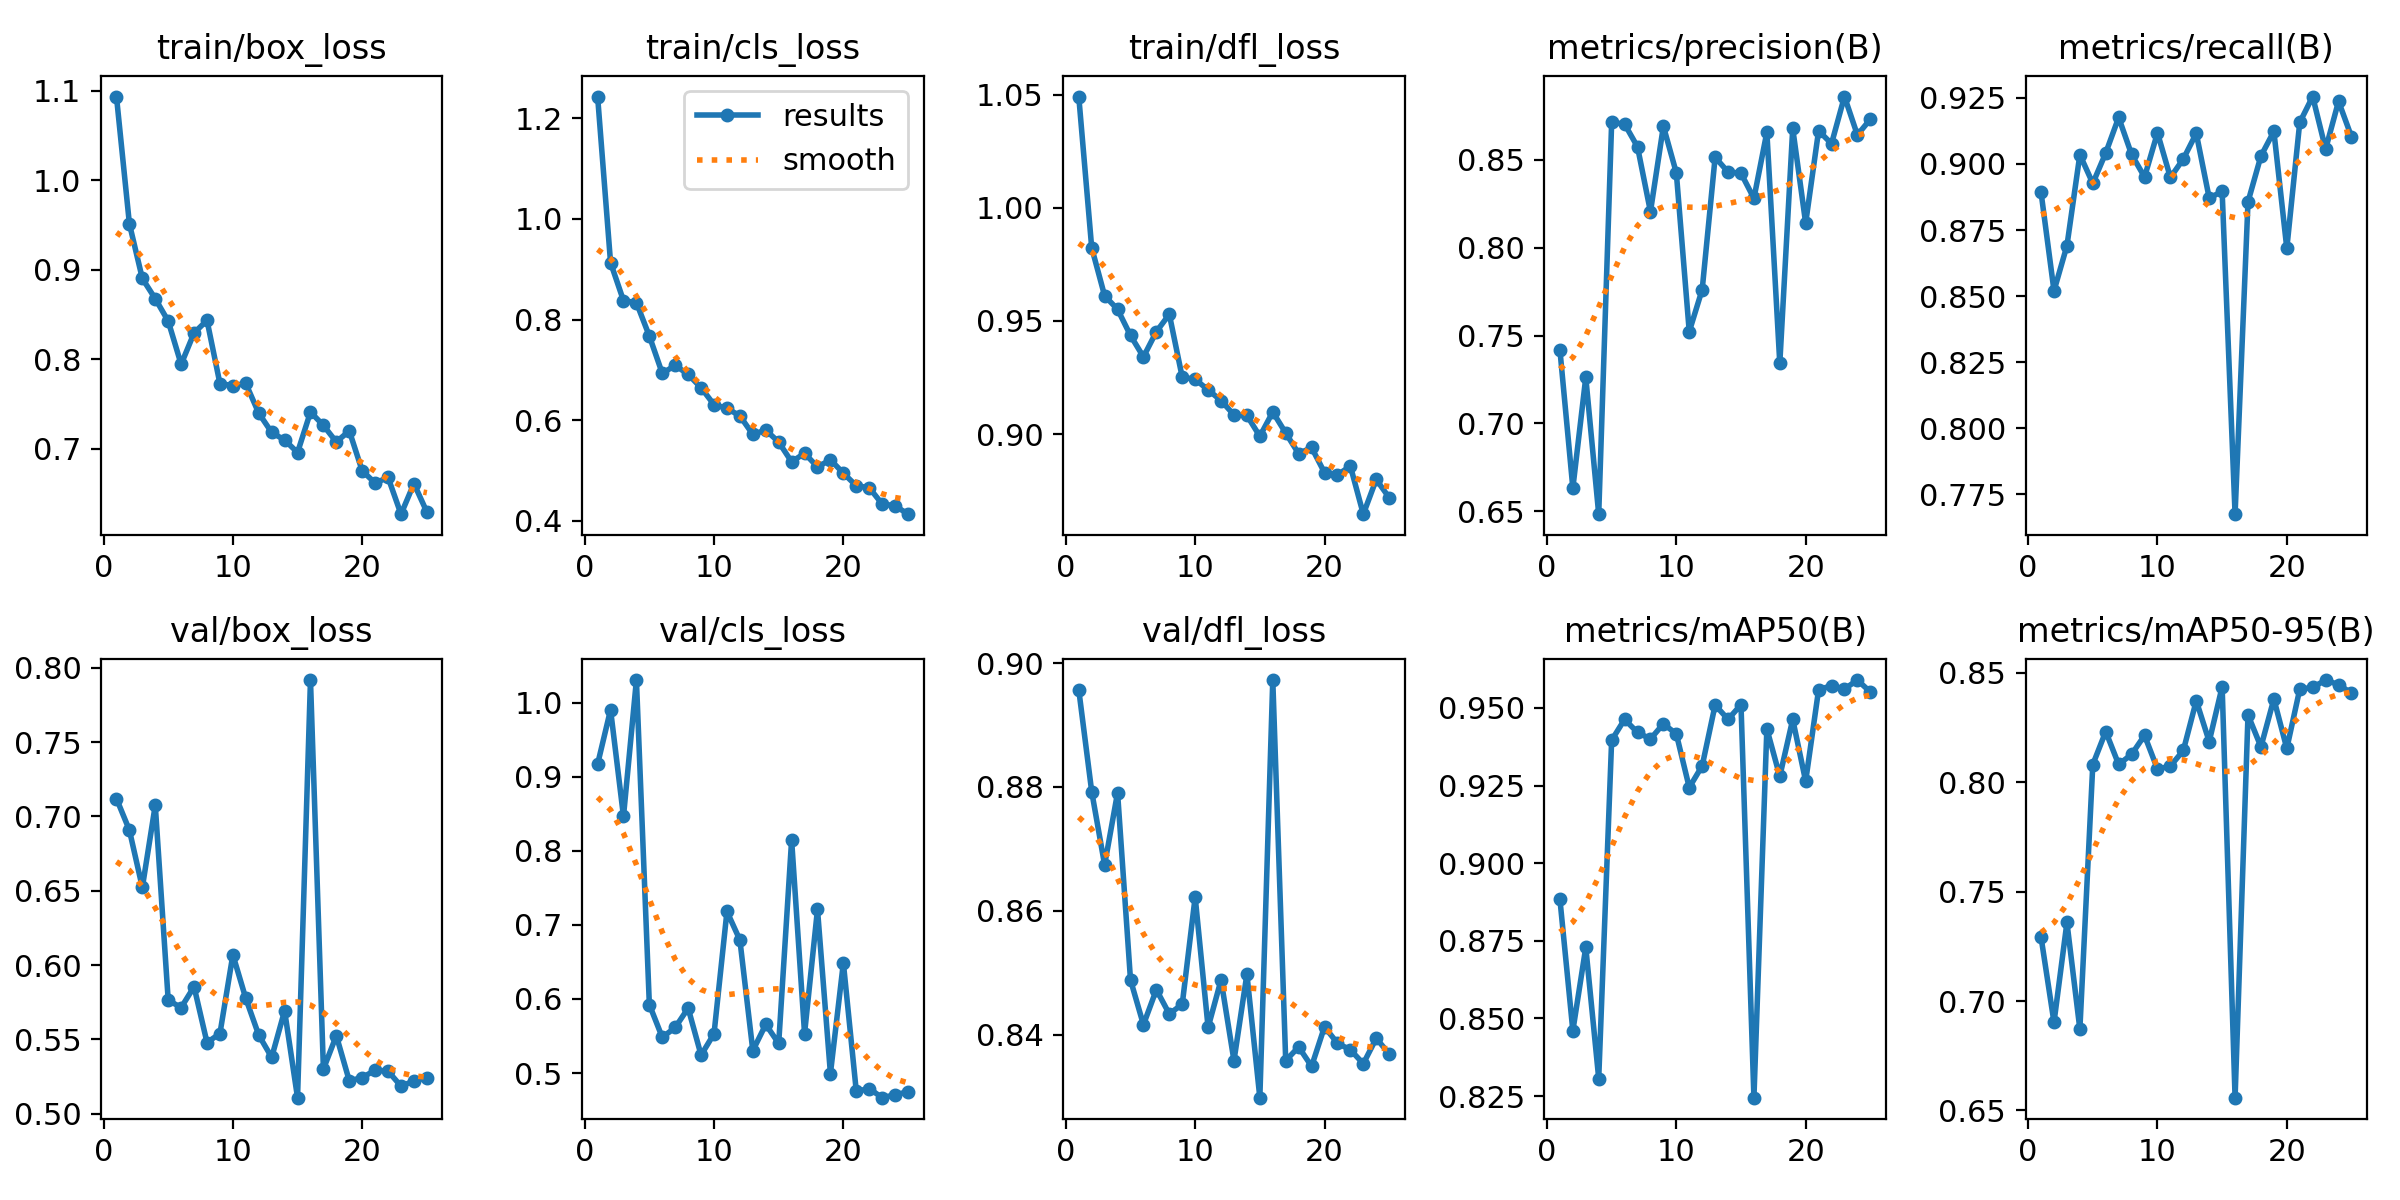 train/box_loss
train/cls_loss
train/dfl_loss
metrics/precision(B)
metrics/recall(B)
1.1
1.0
0.9
0.8
0.7
0 10 20
1.2
1.0
0.8
0.6
0.4
0 10 20
results
smooth
1.05
1.00
0.95
0.90
0 10 20
0.85
0.80
0.75
0.70
0.65
0 10 20
0.925
0.900
0.875
0.850
0.825
0.800
0.775
0 10 20
val/box_loss
val/cls_loss
val/dfl_loss
metrics/mAP50(B)
metrics/mAP50-95(B)
0.80
0.75
0.70
0.65
0.60
0.55
0.50
0 10 20
1.0
0.9
0.8
0.7
0.6
0.5
0 10 20
0.90
0.88
0.86
0.84
0 10 20
0.950
0.925
0.900
0.875
0.850
0.825
0 10 20
0.85
0.80
0.75
0.70
0.65
0 10 20